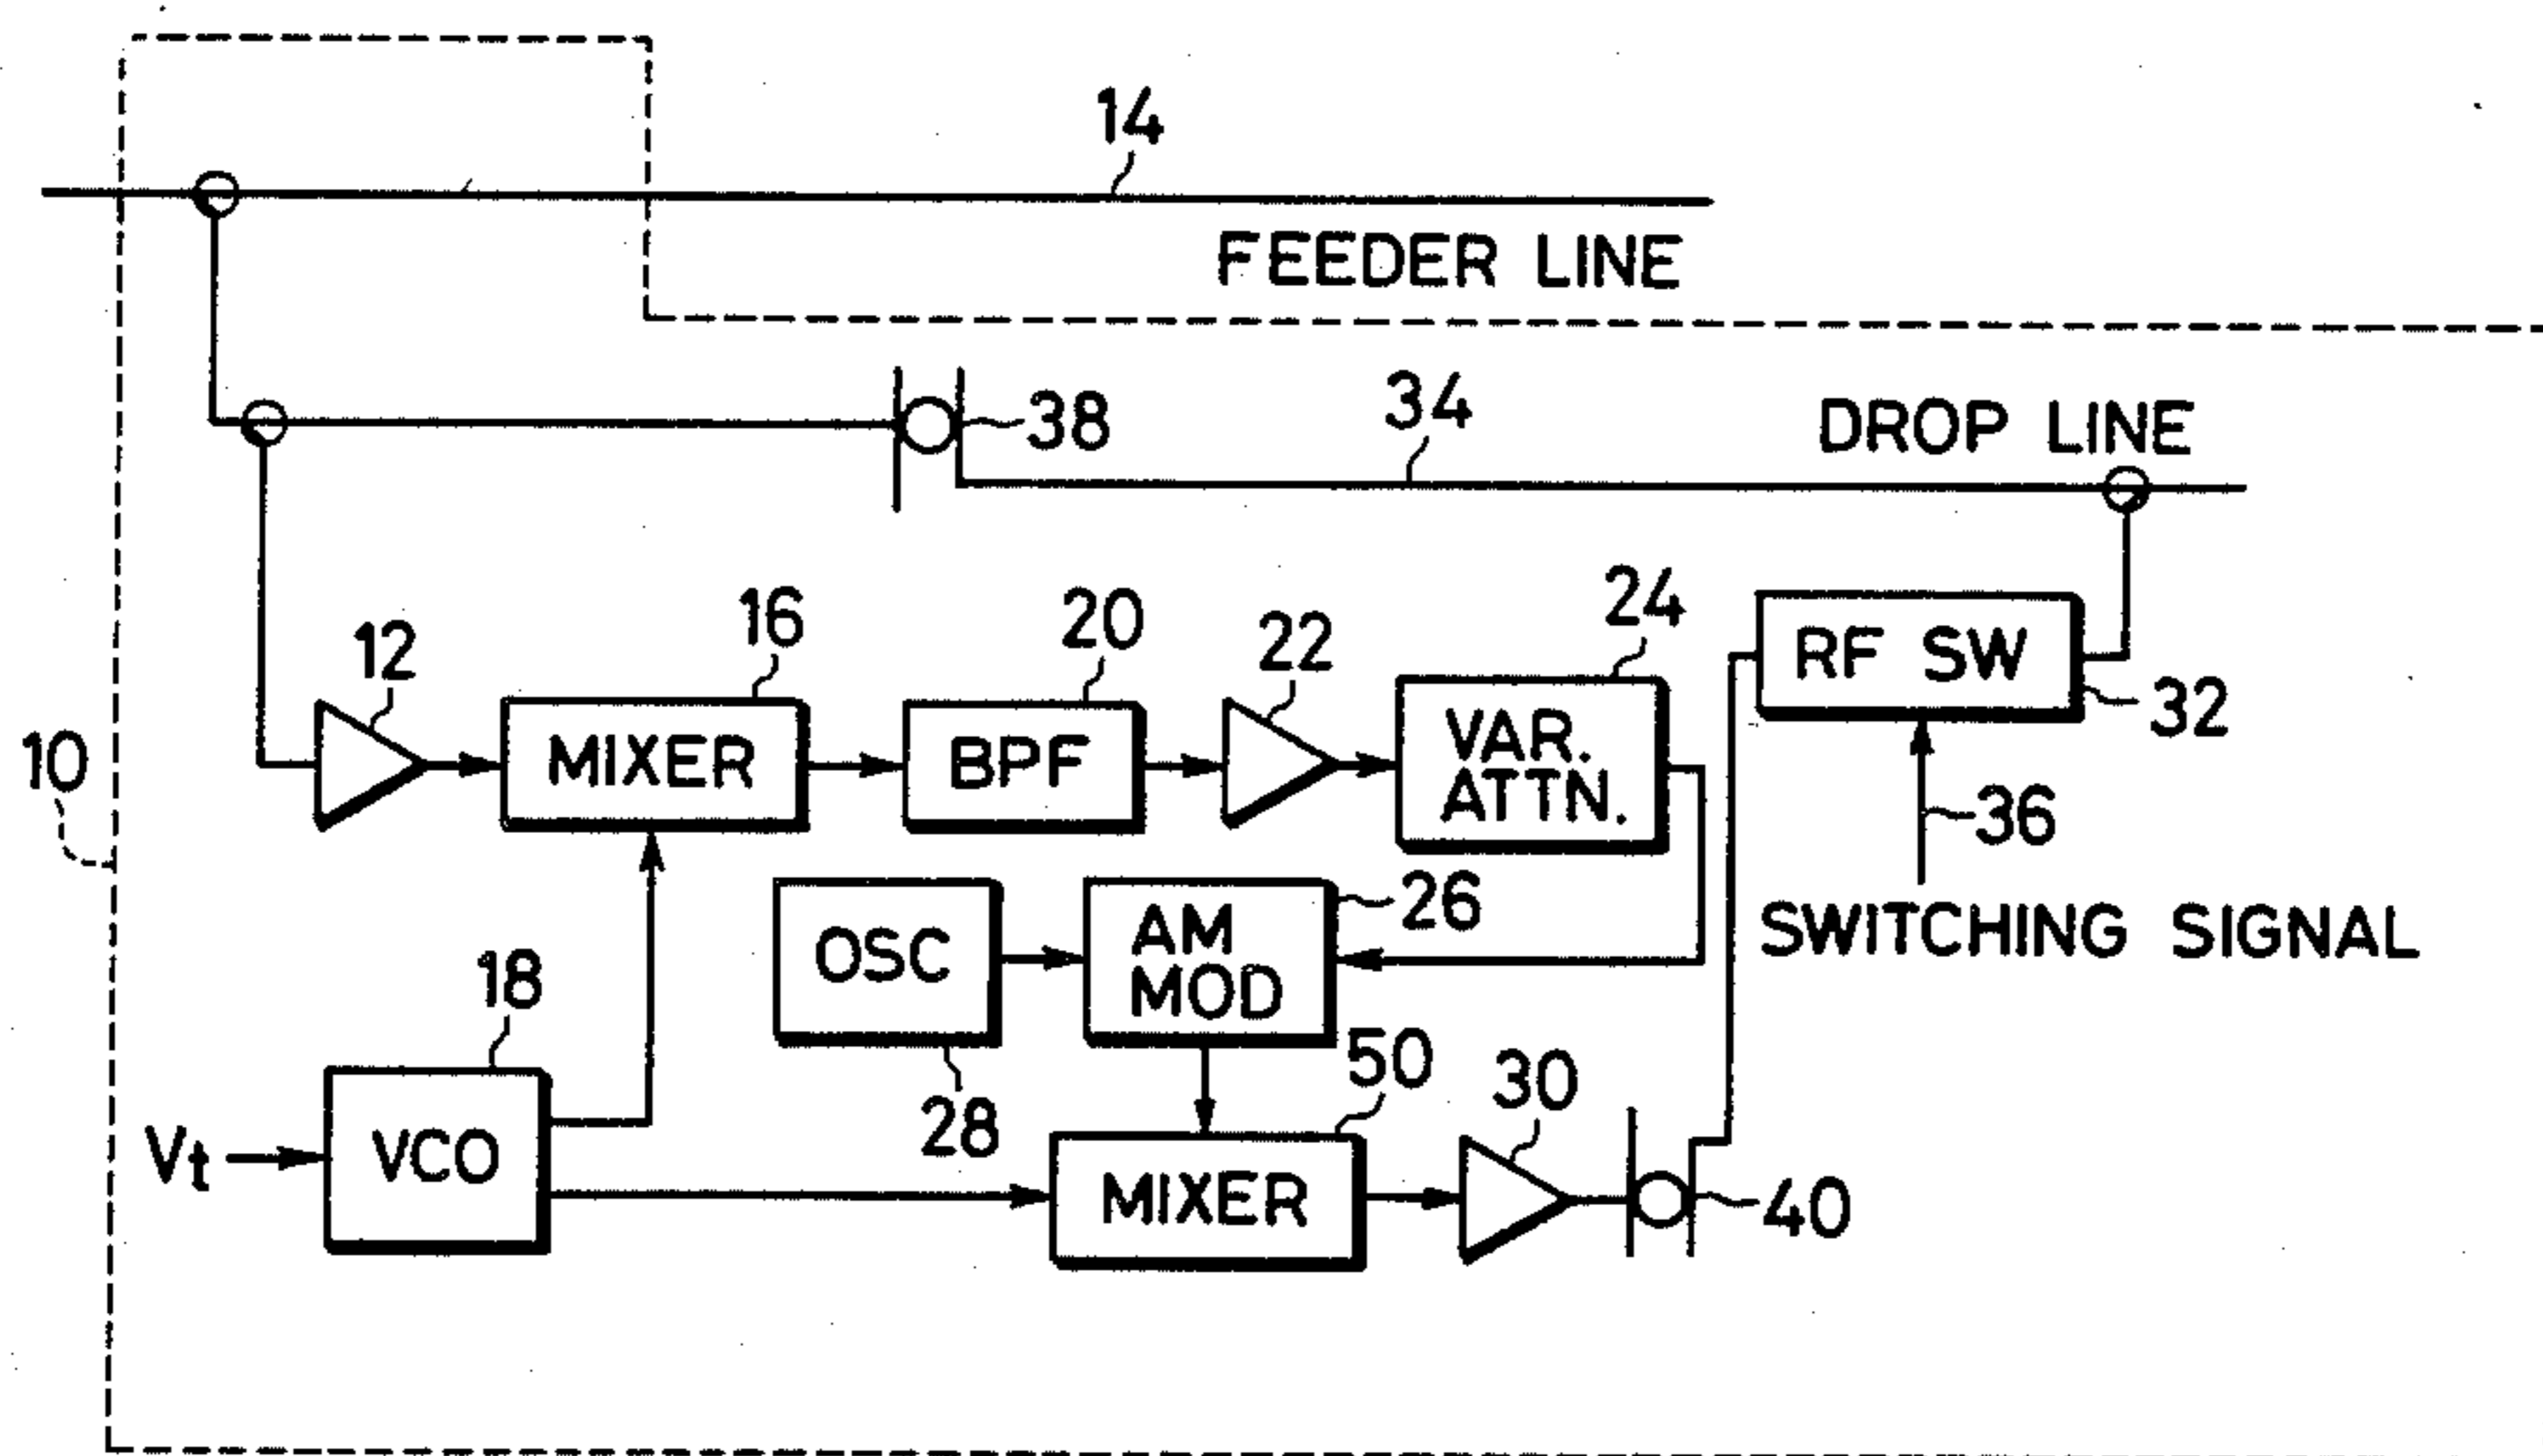 14
FEEDER LINE
38
34
DROP LINE
12
16
20
22
24
RF SW
32
10
MIXER
BPF
VAR.
ATTN.
36
SWITCHING SIGNAL
18
OSC
28
AM
MOD
26
50
30
Vt
VCO
MIXER
40